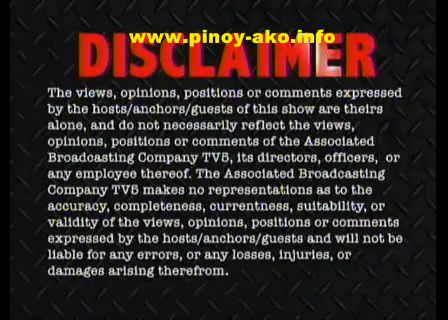 www.pinoy-ako.info
DISCLAIMER
The views, opinions, positions or comments expressed
by the hosts/anchors/guests of this show are theirs
alone, and do not necessarily reflect the views,
opinions, positions or comments of the Associated
Broadcasting Company TV5, its directors, officers, or
any employee thereof. The Associated Broadcasting
Company TV5 makes no representations as to the
accuracy, completeness, currentness, suitability, or
validity of the views, opinions, positions or comments
expressed by the hosts/anchors/guests and will not be
liable for any errors, or any losses, injuries, or
damages arising therefrom.